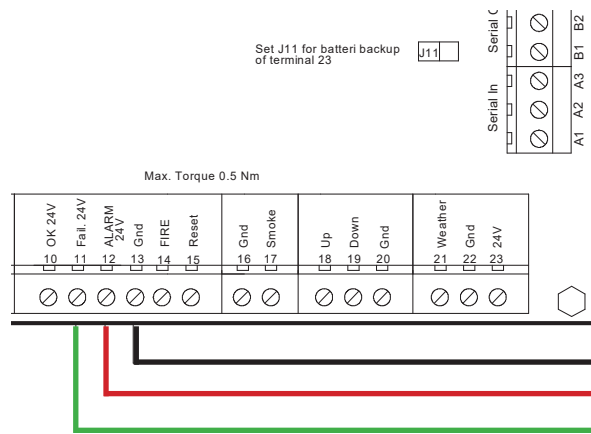 Set J11 for batteri backup
of terminal 23
J11
Serial In
B2
B1
A3
A2
A1
Max. Torque 0.5 Nm
OK 24V
Fail. 24V
ALARM
24V
Gnd
FIRE
Reset
Gnd
Smoke
Up
Down
Gnd
Weather
Gnd
24V
10 11 12 13 14 15 16 17 18 19 20 21 22 23